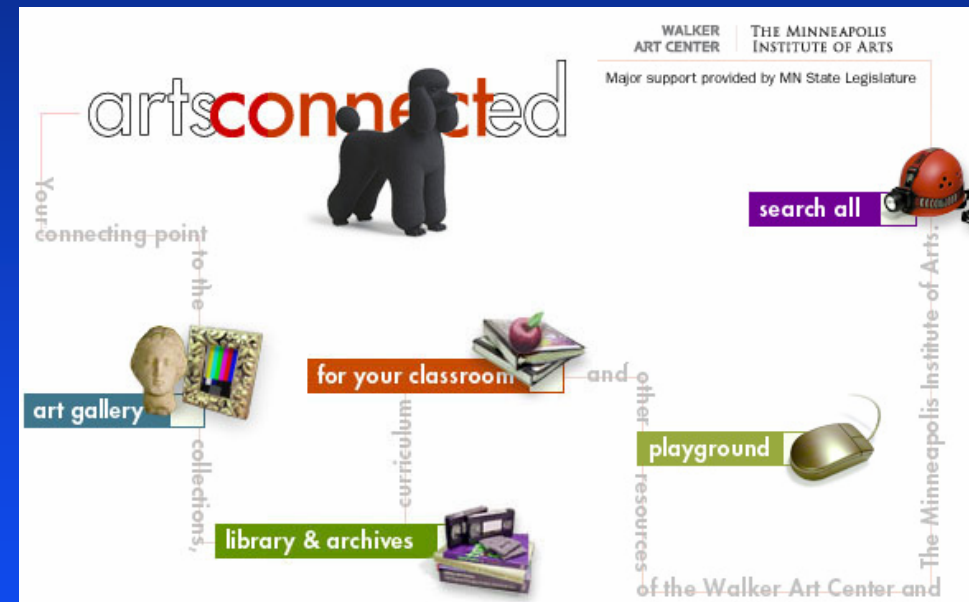 WALKER
ART CENTER
THE MINNEAPOLIS
INSTITUTE OF ARTS
Major support provided by MN State Legislature
artsconnected
search all
Your
connecting point
to the
collections,
art gallery
for your classroom
curriculum
library & archives
and
other
resources
playground
of the Walker Art Center and
The Minneapolis Institute of Arts.